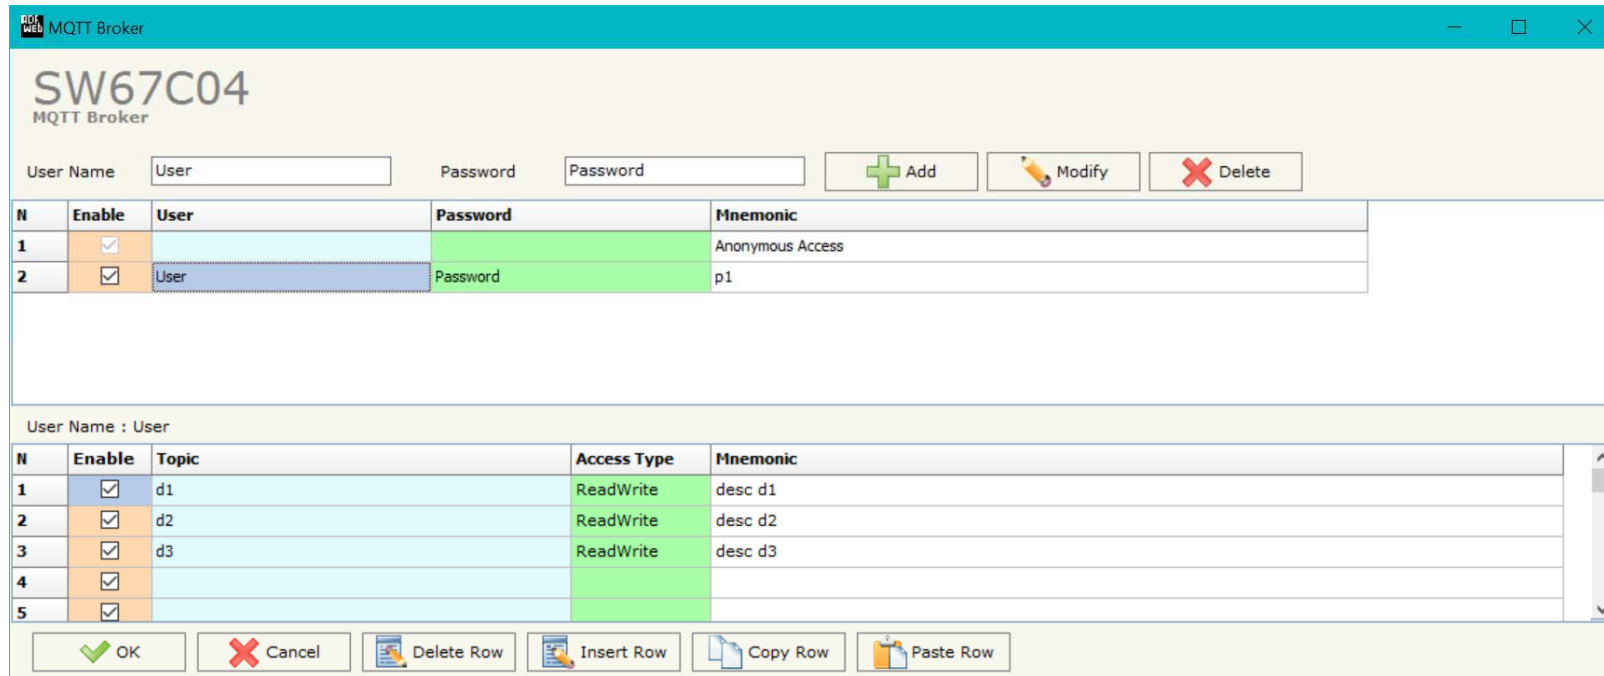 ADF
WEB MQTT Broker
SW67C04
MQTT Broker
User Name User Password Password Add Modify Delete
N Enable User Password Mnemonic
1 Anonymous Access
2 User Password p1
User Name : User
N Enable Topic Access Type Mnemonic
1 d1 ReadWrite desc d1
2 d2 ReadWrite desc d2
3 d3 ReadWrite desc d3
4
5
OK Cancel Delete Row Insert Row Copy Row Paste Row